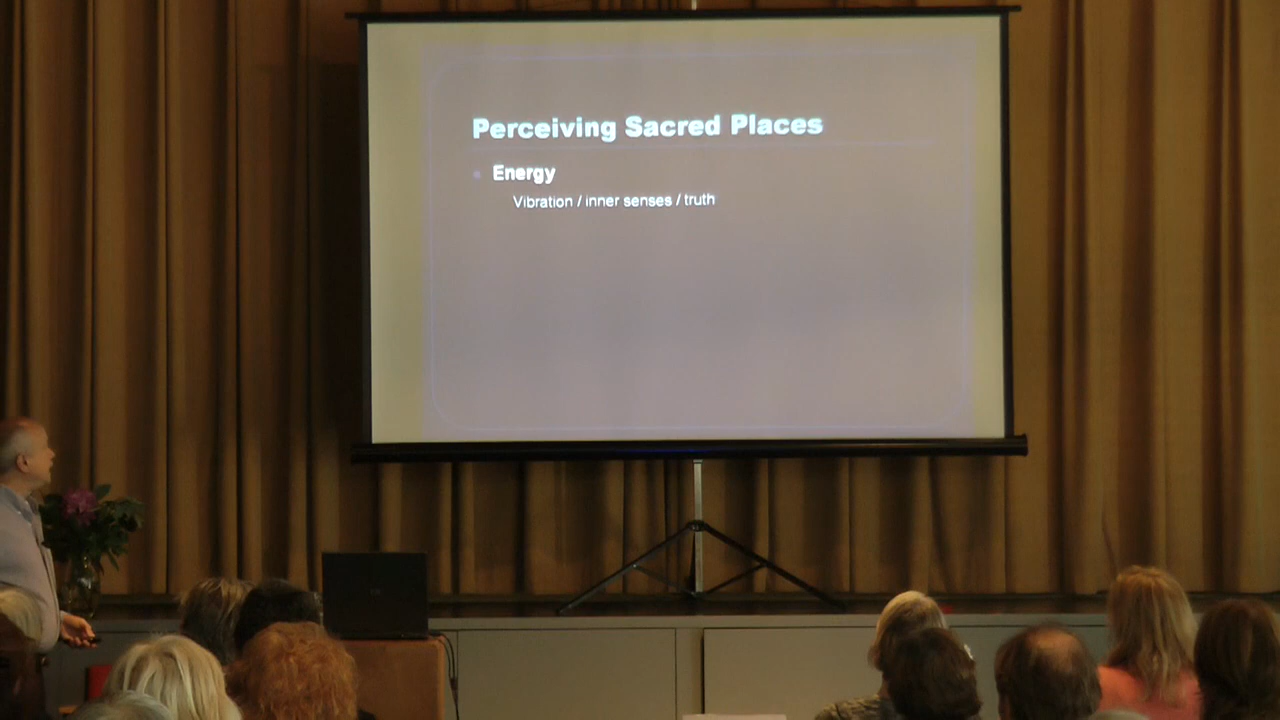 Perceiving Sacred Places
Energy
Vibration / inner senses / truth